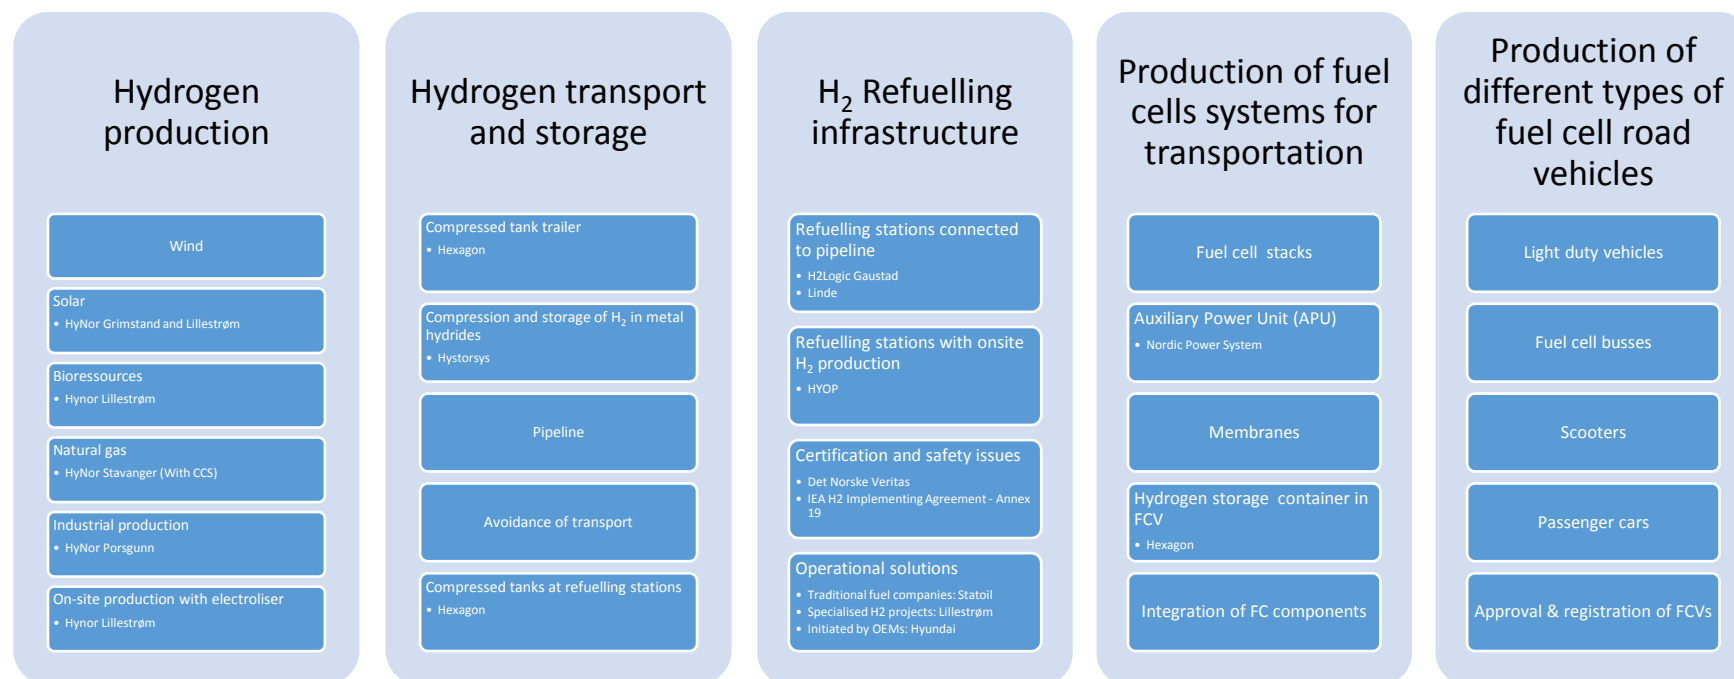 Hydrogen
production
Wind
Solar
• HyNor Grimstand and Lillestrøm
Bioressources
• Hynor Lillestrøm
Natural gas
• HyNor Stavanger (With CCS)
Industrial production
• HyNor Porsgunn
On-site production with electroliser
• Hynor Lillestrøm
Hydrogen transport
and storage
Compressed tank trailer
• Hexagon
Compression and storage of H₂ in metal
hydrides
• Hystorsys
Pipeline
Avoidance of transport
Compressed tanks at refuelling stations
• Hexagon
H₂ Refuelling
infrastructure
Refuelling stations connected
to pipeline
• H2Logic Gaustad
• Linde
Refuelling stations with onsite
H₂ production
• HYOP
Certification and safety issues
• Det Norske Veritas
• IEA H2 Implementing Agreement - Annex
19
Operational solutions
• Traditional fuel companies: Statoil
• Specialised H2 projects: Lillestrøm
• Initiated by OEMs: Hyundai
Production of fuel
cells systems for
transportation
Fuel cell stacks
Auxiliary Power Unit (APU)
• Nordic Power System
Membranes
Hydrogen storage container in
FCV
• Hexagon
Integration of FC components
Production of
different types of
fuel cell road
vehicles
Light duty vehicles
Fuel cell busses
Scooters
Passenger cars
Approval & registration of FCVs